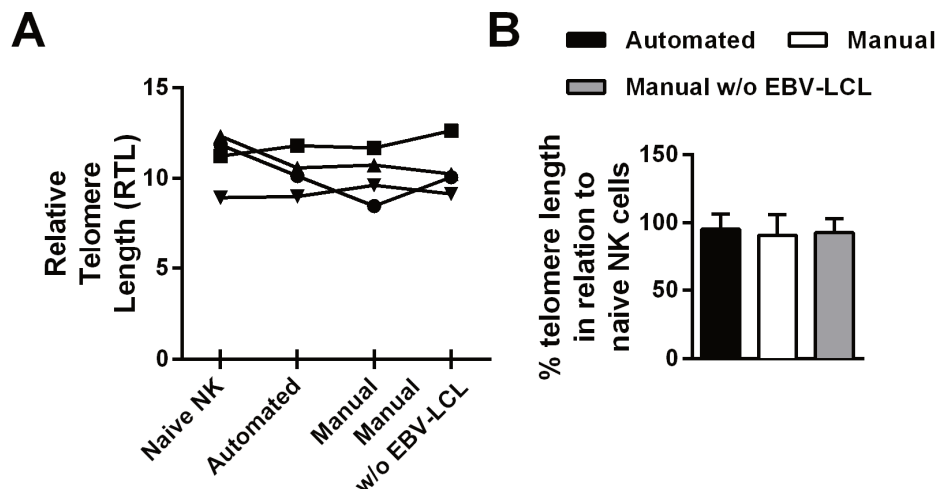 A
Relative
Telomere
Length (RTL)
15
10
5
0
Naive NK
Automated
Manual
Manual
w/o EBV-LCL
B
Automated
Manual
Manual w/o EBV-LCL
% telomere length
in relation to
naive NK cells
150
100
50
0